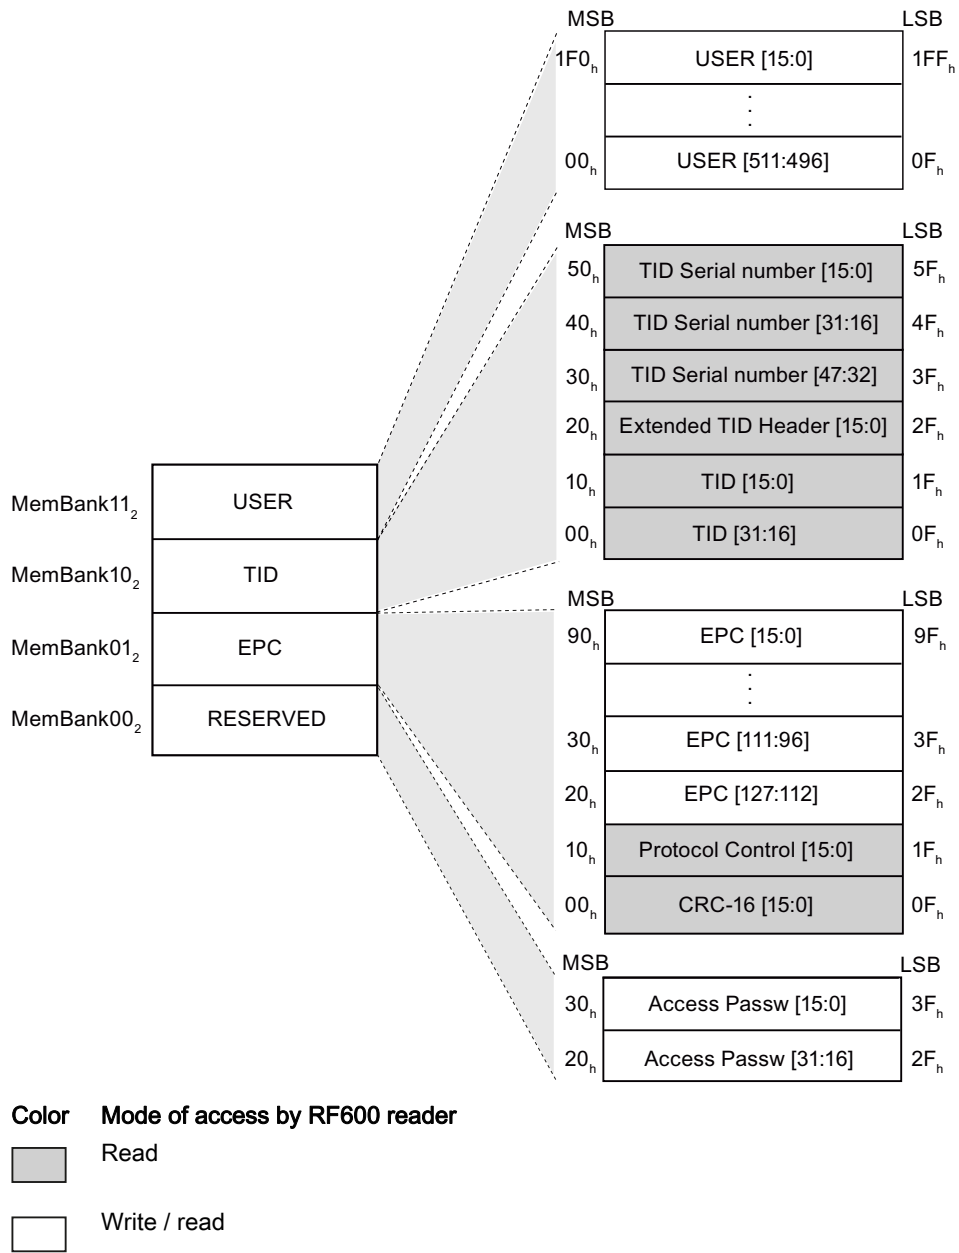 MSB LSB
1F0h USER [15:0] 1FFh
00h USER [511:496] 0Fh
MSB LSB
50h TID Serial number [15:0] 5Fh
40h TID Serial number [31:16] 4Fh
30h TID Serial number [47:32] 3Fh
20h Extended TID Header [15:0] 2Fh
10h TID [15:0] 1Fh
00h TID [31:16] 0Fh
MemBank11₂ USER
MemBank10₂ TID
MemBank01₂ EPC
MemBank00₂ RESERVED
MSB LSB
90h EPC [15:0] 9Fh
30h EPC [111:96] 3Fh
20h EPC [127:112] 2Fh
10h Protocol Control [15:0] 1Fh
00h CRC-16 [15:0] 0Fh
MSB LSB
30h Access Passw [15:0] 3Fh
20h Access Passw [31:16] 2Fh
Color Mode of access by RF600 reader
Read
Write / read